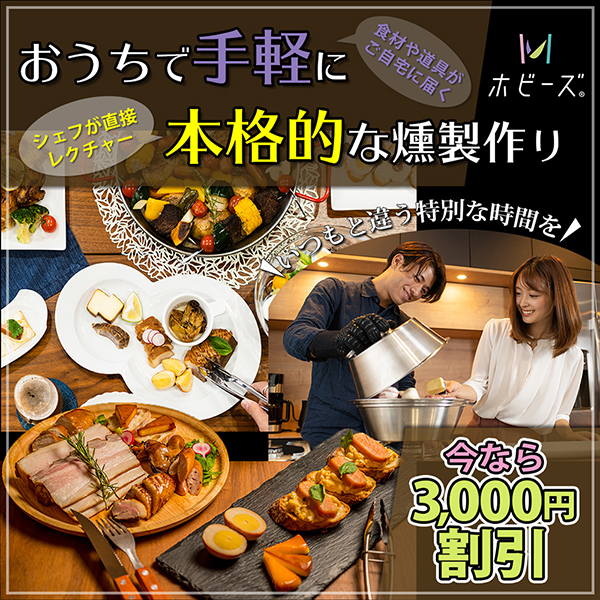 おうちで手軽に
食材や道具が
ご自宅に届く
ホビーズ®
シェフが直接
レクチャー
本格的な燻製作り
いつもと違う特別な時間を
今なら
3,000円
割引